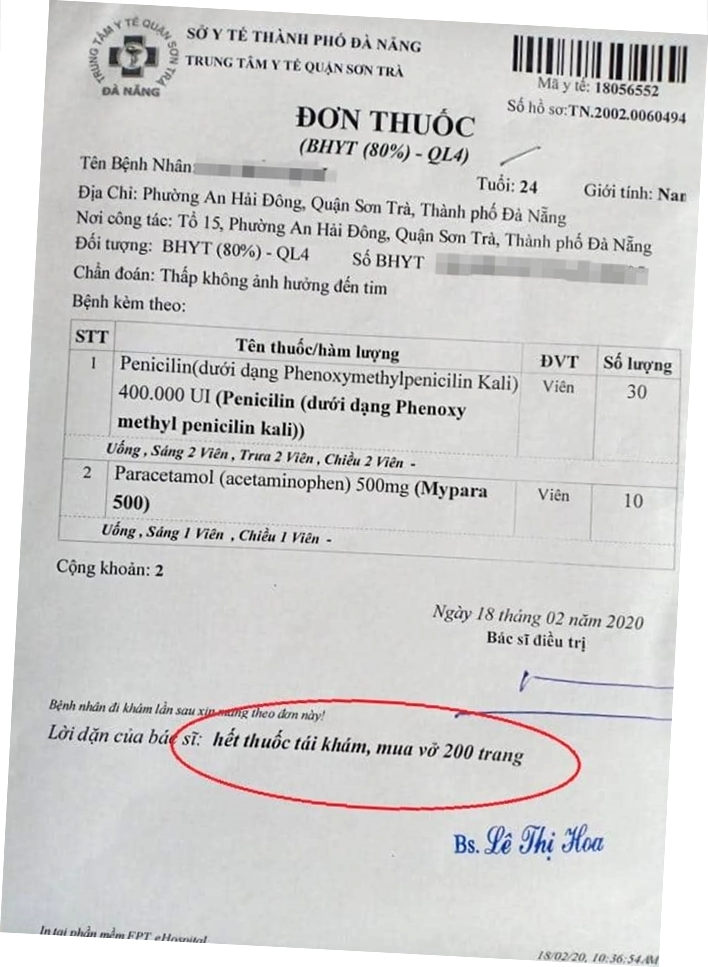 TRUNG TÂM Y TẾ QUẬN SƠN TRÀ
ĐÀ NẴNG
SỞ Y TẾ THÀNH PHỐ ĐÀ NẴNG
TRUNG TÂM Y TẾ QUẬN SƠN TRÀ
Mã y tế: 18056552
Số hồ sơ:TN.2002.0060494
ĐƠN THUỐC
(BHYT (80%) - QL4)
Tên Bệnh Nhân
Tuổi: 24 Giới tính: Nam
Địa Chỉ: Phường An Hải Đông, Quận Sơn Trà, Thành phố Đà Nẵng
Nơi công tác: Tổ 15, Phường An Hải Đông, Quận Sơn Trà, Thành phố Đà Nẵng
Đối tượng: BHYT (80%) - QL4 Số BHYT
Chẩn đoán: Thấp không ảnh hưởng đến tim
Bệnh kèm theo:
STT Tên thuốc/hàm lượng ĐVT Số lượng
1 Penicilin(dưới dạng Phenoxymethylpenicilin Kali) Viên 30
400.000 UI (Penicilin (dưới dạng Phenoxy
methyl penicilin kali))
Uống , Sáng 2 Viên , Trưa 2 Viên , Chiều 2 Viên -
2 Paracetamol (acetaminophen) 500mg (Mypara Viên 10
500)
Uống , Sáng 1 Viên , Chiều 1 Viên -
Cộng khoản: 2
Ngày 18 tháng 02 năm 2020
Bác sĩ điều trị
Bệnh nhân đi khám lần sau xin mang theo đơn này!
Lời dặn của bác sĩ: hết thuốc tái khám, mua vở 200 trang
Bs. Lê Thị Hoa
In tại phần mềm FPT eHospital
18/02/20, 10:36:54AM